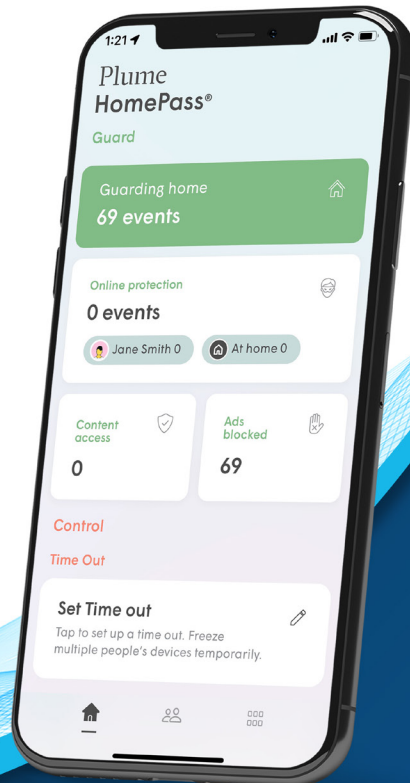 1:21
Plume
HomePass®
Guard
Guarding home
69 events
Online protection
0 events
Jane Smith 0
At home 0
Content
access
0
Ads
blocked
69
Control
Time Out
Set Time out
Tap to set up a time out. Freeze
multiple people's devices temporarily.